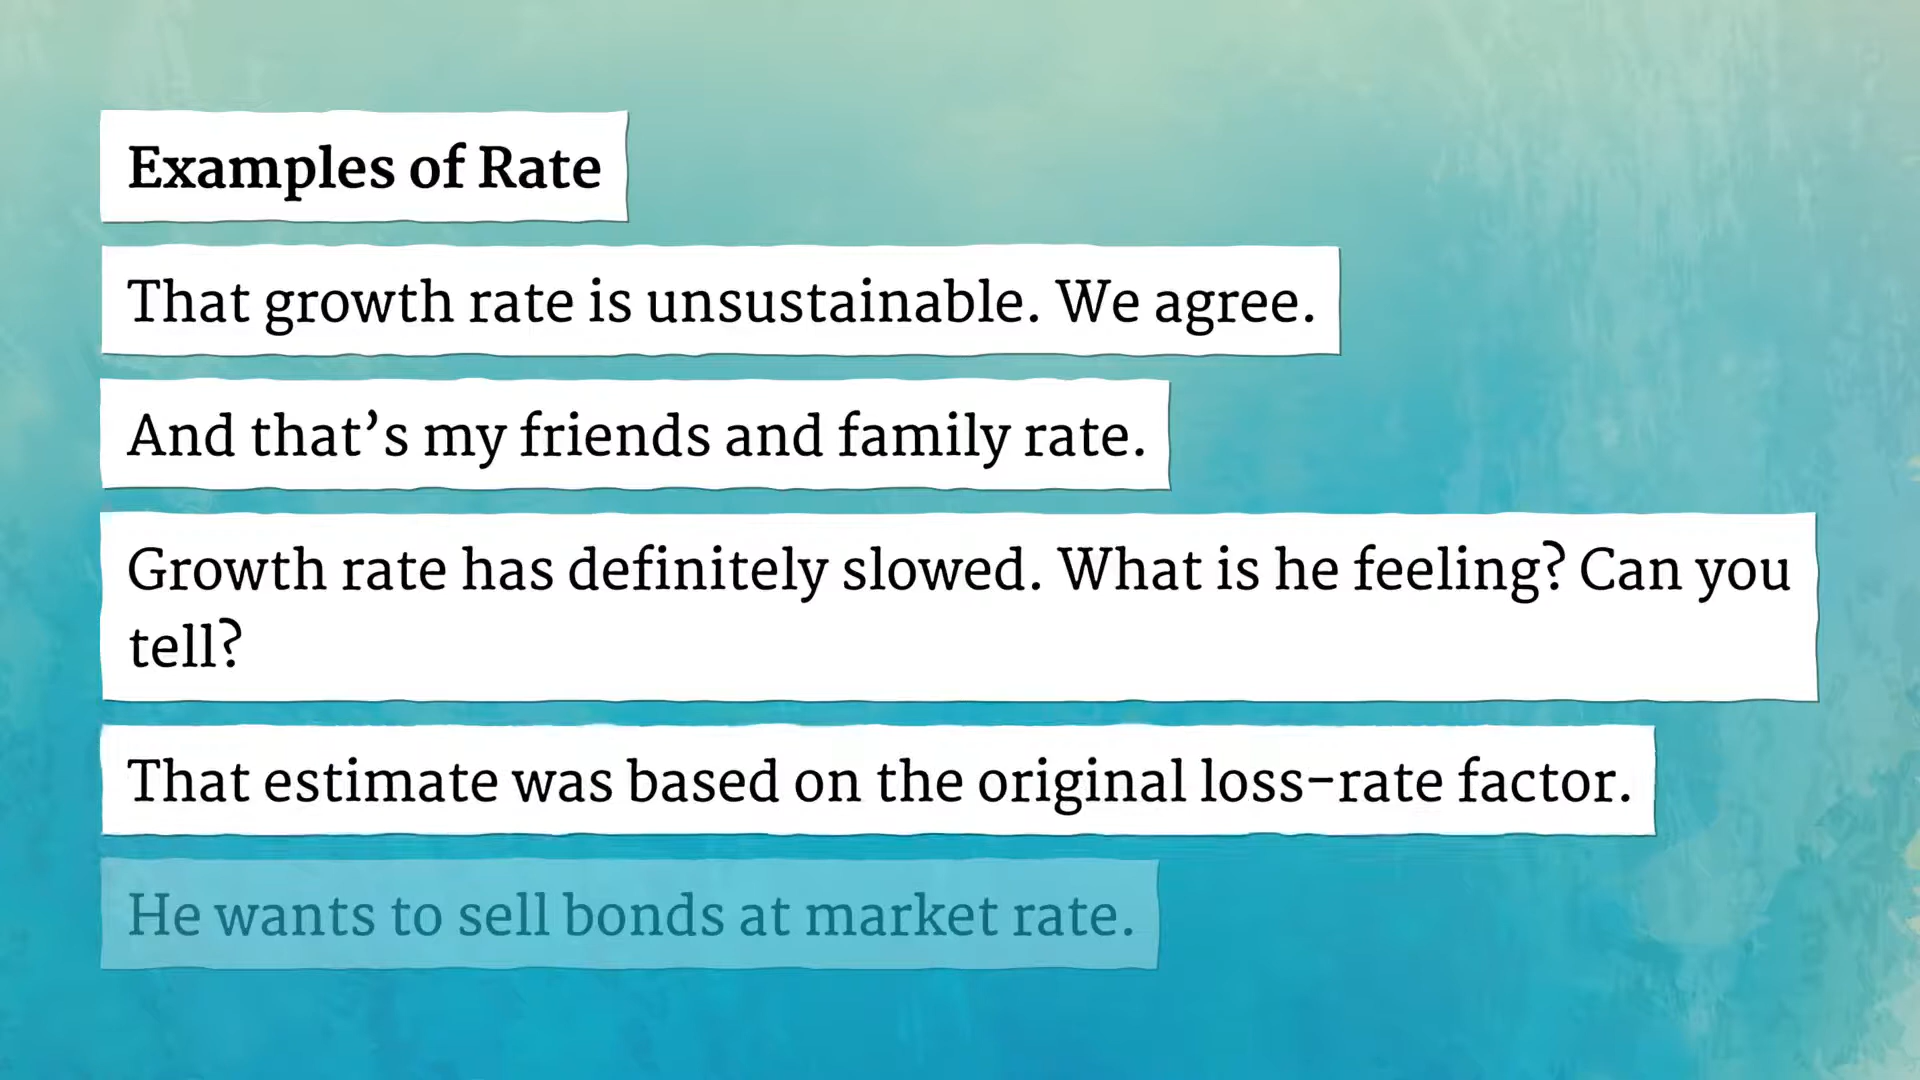 Examples of Rate
That growth rate is unsustainable. We agree.
And that’s my friends and family rate.
Growth rate has definitely slowed. What is he feeling? Can you
tell?
That estimate was based on the original loss-rate factor.
He wants to sell bonds at market rate.